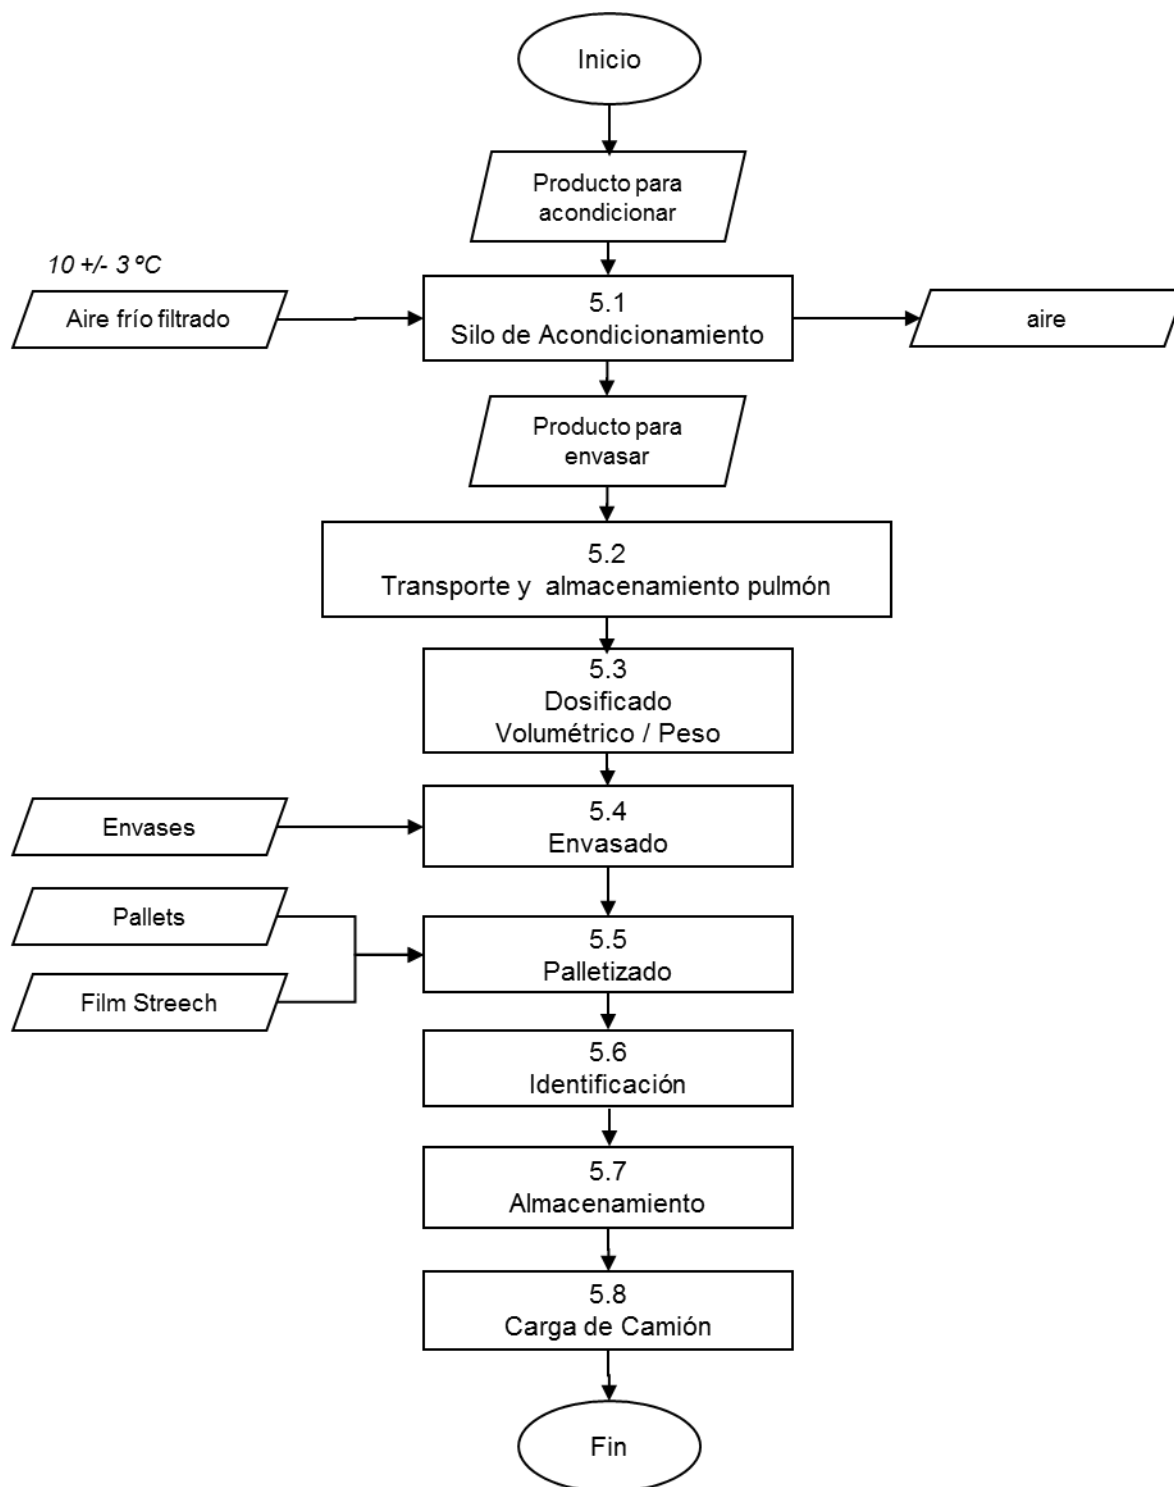 Inicio
Producto para
acondicionar
10 +/- 3 ºC
Aire frío filtrado
5.1
Silo de Acondicionamiento
aire
Producto para
envasar
5.2
Transporte y almacenamiento pulmón
5.3
Dosificado
Volumétrico / Peso
Envases
5.4
Envasado
Pallets
5.5
Palletizado
Film Streech
5.6
Identificación
5.7
Almacenamiento
5.8
Carga de Camión
Fin